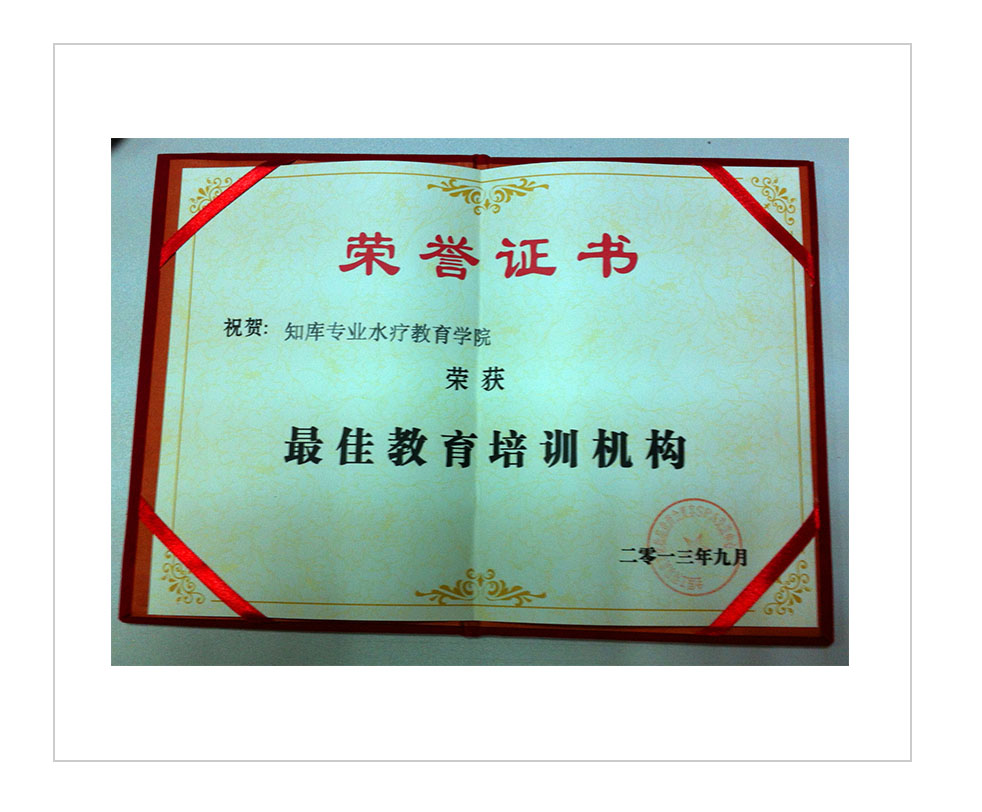 荣誉证书
祝贺: 知库专业水疗教育学院
荣获
最佳教育培训机构
二零一三年九月